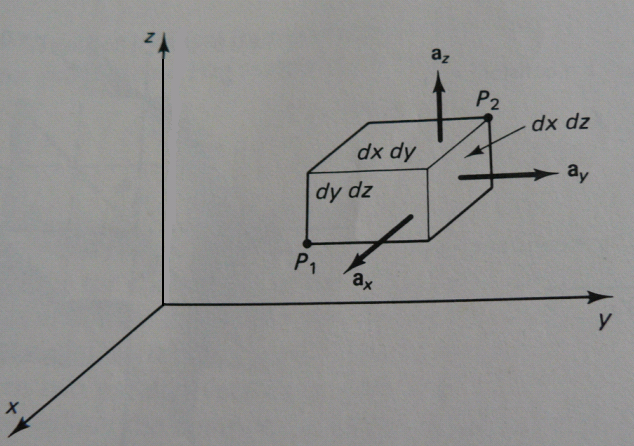 z
a_z
P_2
dx dz
dx dy
a_y
dy dz
P_1
a_x
y
x